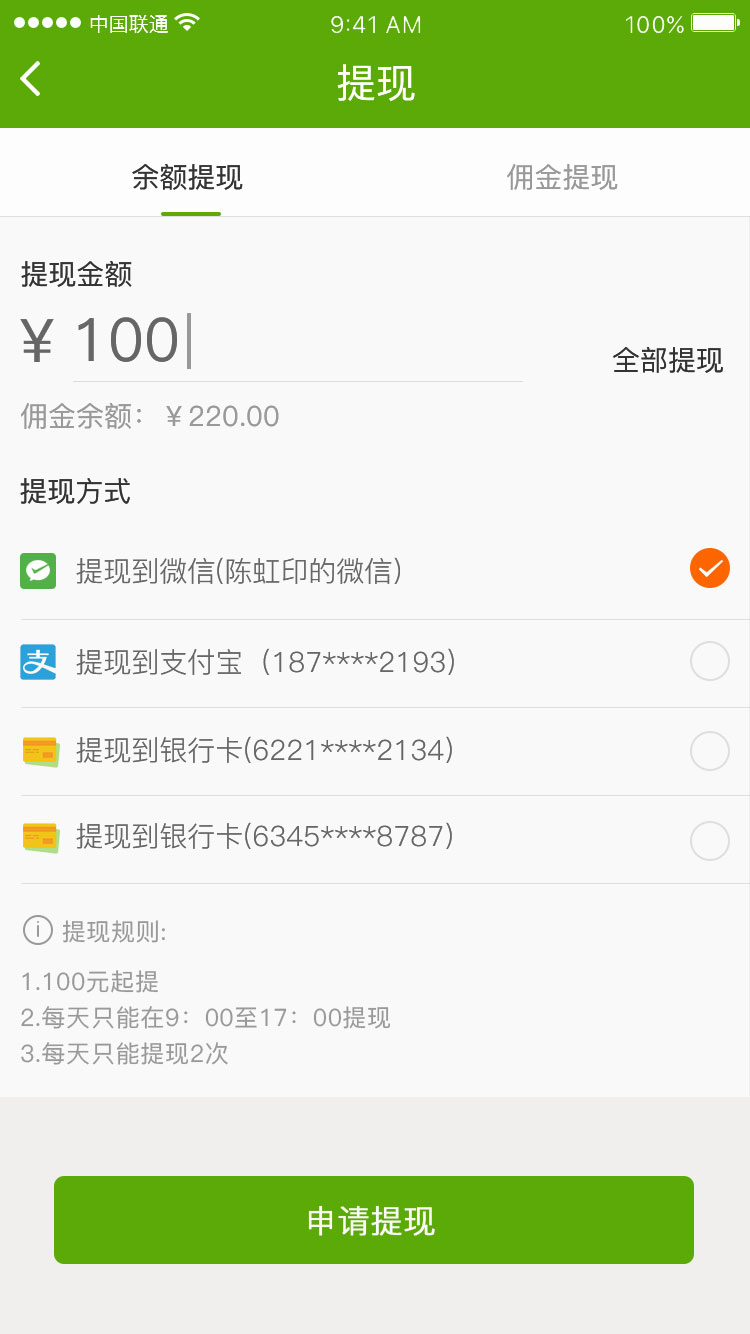 中国联通 9:41 AM 100%
提现
余额提现 佣金提现
提现金额
¥ 100
全部提现
佣金余额： ¥220.00
提现方式
提现到微信(陈虹印的微信)
提现到支付宝（187****2193)
提现到银行卡(6221****2134)
提现到银行卡(6345****8787)
提现规则:
1.100元起提
2.每天只能在9：00至17：00提现
3.每天只能提现2次
申请提现